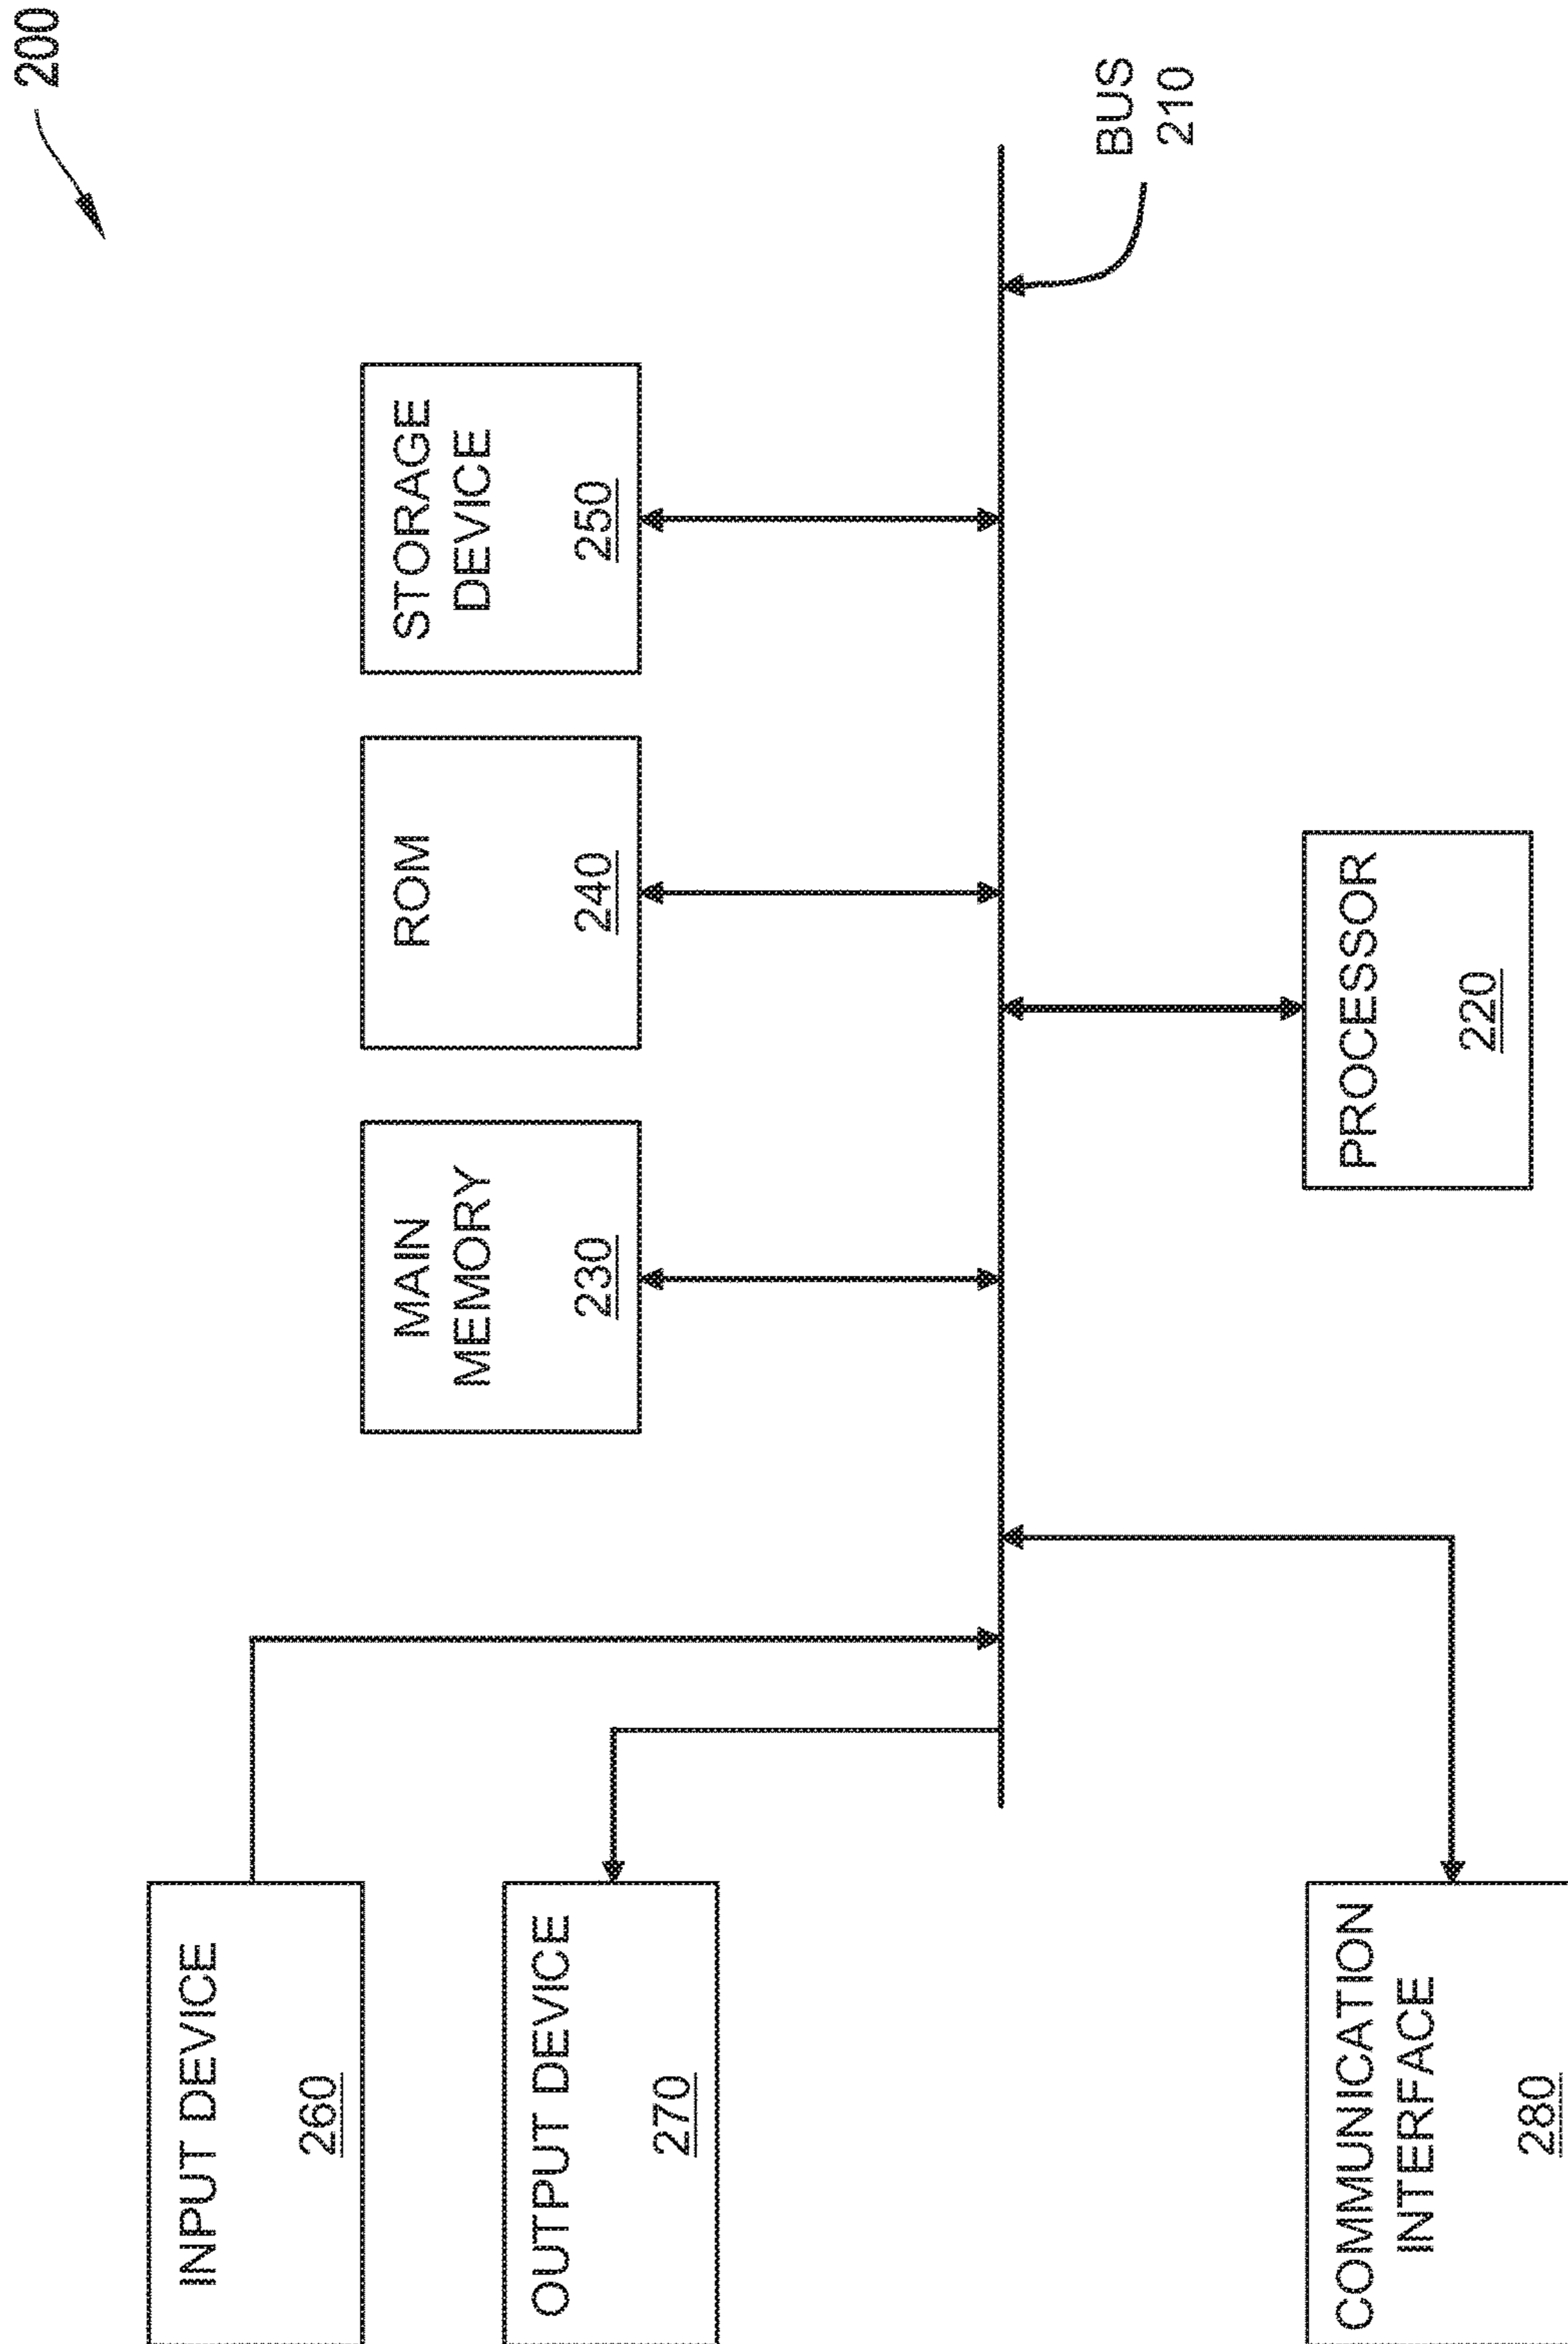 200
INPUT DEVICE
260
OUTPUT DEVICE
270
MAIN
MEMORY
230
ROM
240
STORAGE
DEVICE
250
BUS
210
COMMUNICATION
INTERFACE
280
PROCESSOR
220